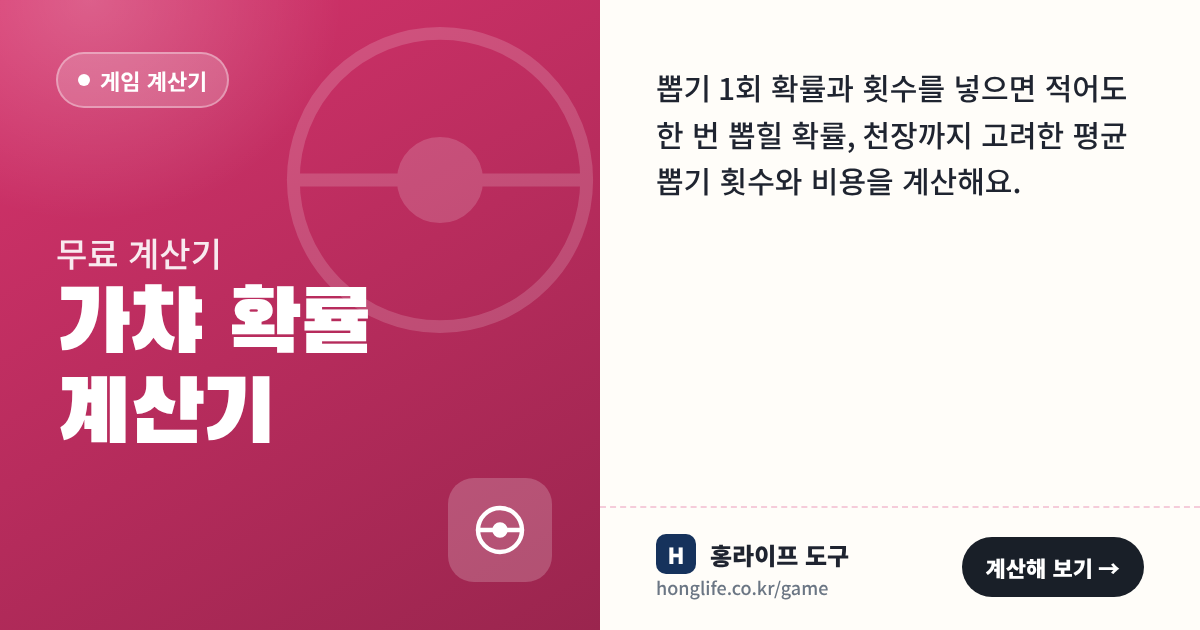 게임 계산기
무료 계산기
가챠 확률
계산기
뽑기 1회 확률과 횟수를 넣으면 적어도
한 번 뽑힐 확률, 천장까지 고려한 평균
뽑기 횟수와 비용을 계산해요.
H 홍라이프 도구
honglife.co.kr/game
계산해 보기 →